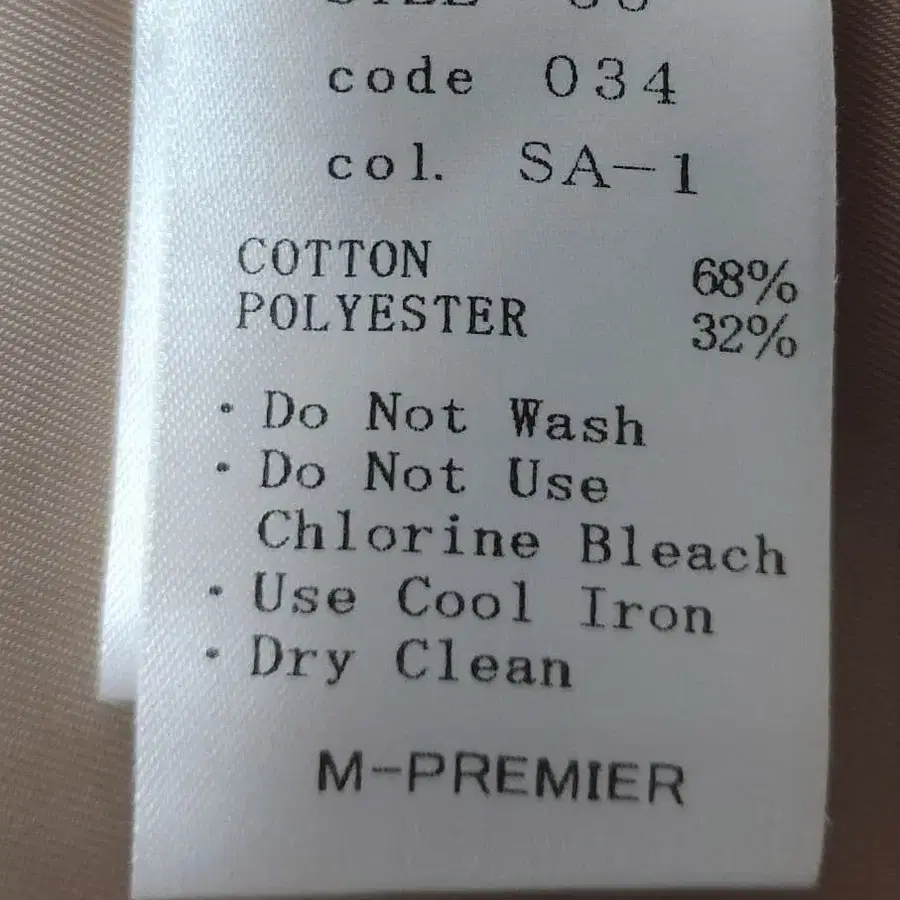 code 034
col. SA-1
COTTON 68%
POLYESTER 32%
・Do Not Wash
・Do Not Use
Chlorine Bleach
・Use Cool Iron
・Dry Clean
M-PREMIER